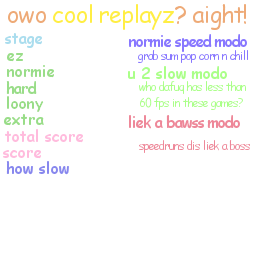 owo cool replayz? aight!
stage
ez
normie
hard
loony
extra
total score
score
how slow
normie speed modo
grab sum pop corn n chill
u 2 slow modo
who dafuq has less than
60 fps in these games?
liek a bawss modo
speedruns dis liek a boss